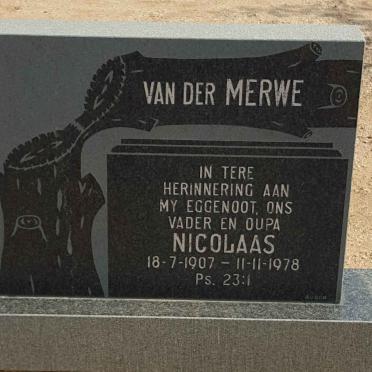 VAN DER MERWE
IN TERE
HERINNERING AAN
MY EGGENOOT, ONS
VADER EN OUPA
NICOLAAS
18-7-1907 - 11-11-1978
Ps. 23:1